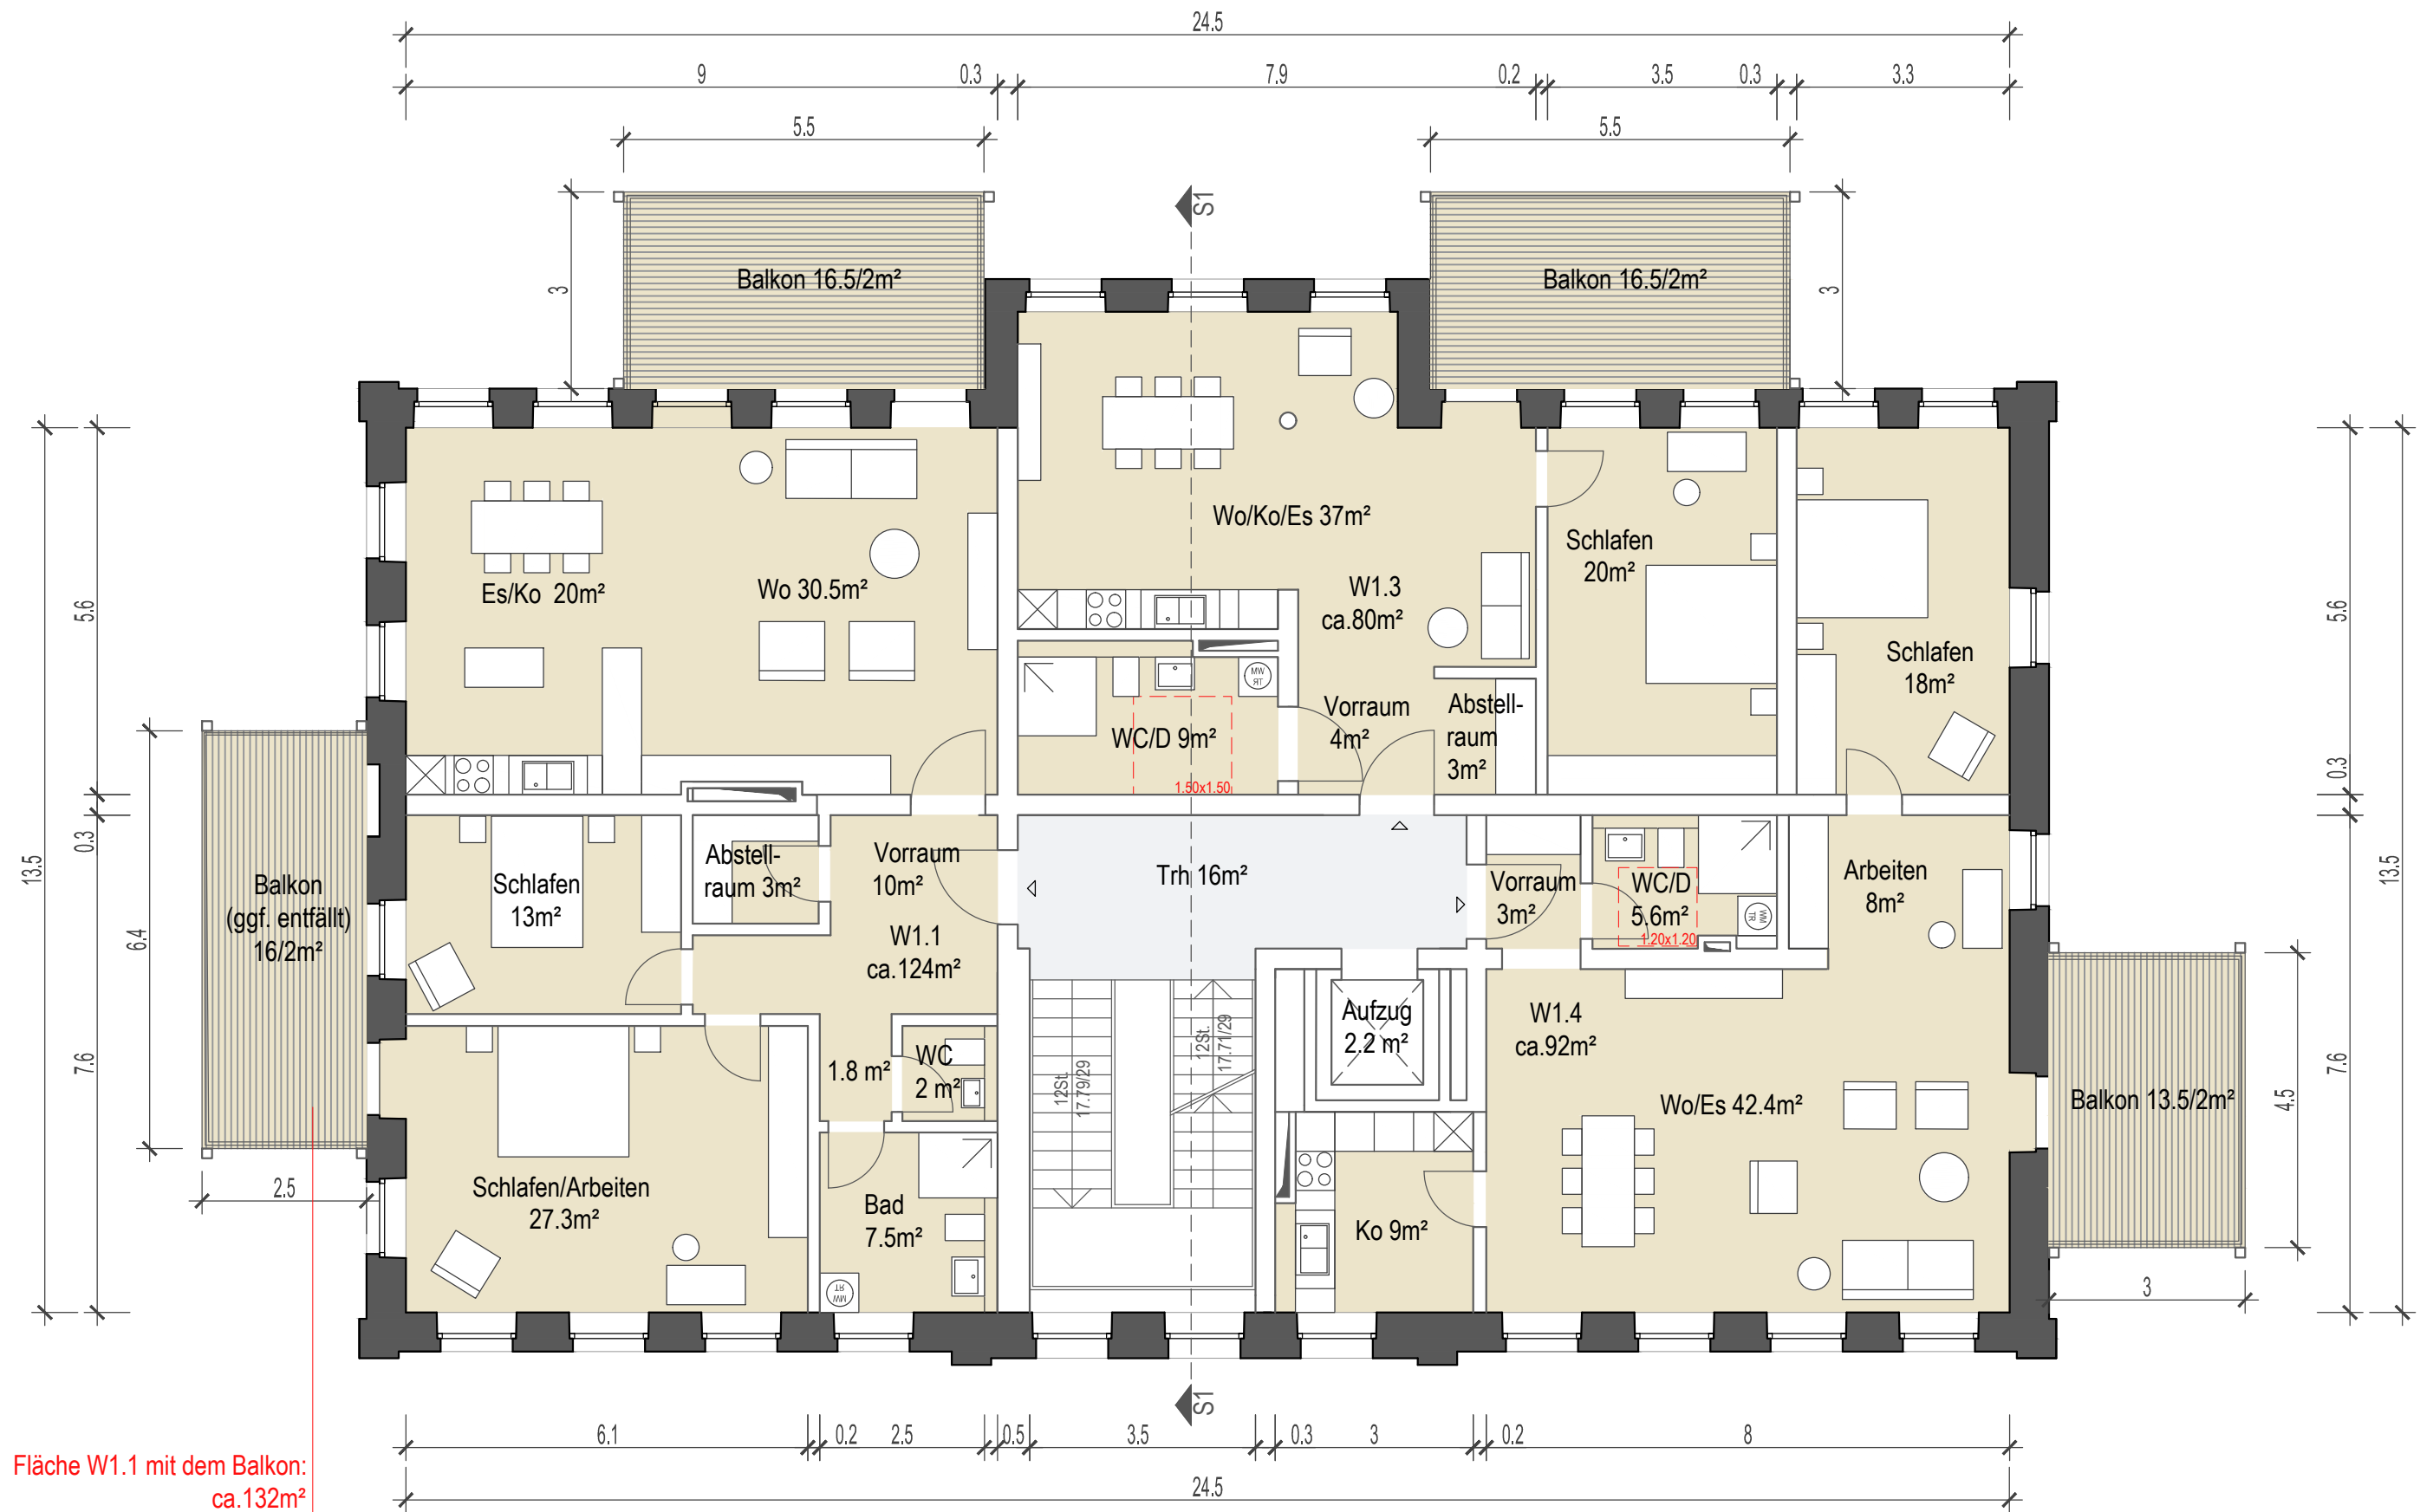 24.5
9
0.3
7.9
0.2
3.5
0.3
3.3
5.5
5.5
3
3
S1
Balkon 16.5/2m²
Balkon 16.5/2m²
Es/Ko  20m²
Wo 30.5m²
Wo/Ko/Es 37m²
W1.3
ca.80m²
Schlafen
20m²
Schlafen
18m²
WM
TR
WC/D 9m²
1.50x1.50
Vorraum
4m²
Abstell-
raum
3m²
13.5
5.6
0.3
7.6
6.4
2.5
Balkon
(ggf. entfällt)
16/2m²
Schlafen
13m²
Abstell-
raum 3m²
Vorraum
10m²
W1.1
ca.124m²
Trh 16m²
Vorraum
3m²
WC/D
5.6m²
1.20x1.20
WM
TR
Arbeiten
8m²
5.6
0.3
7.6
13.5
12St.
17.79/29
12St.
17.71/29
Aufzug
2.2 m²
W1.4
ca.92m²
1.8 m²
WC
2 m²
Wo/Es 42.4m²
Balkon 13.5/2m²
4.5
3
Schlafen/Arbeiten
27.3m²
Bad
7.5m²
WM
TR
Ko 9m²
S1
6.1
0.2
2.5
0.5
3.5
0.3
3
0.2
8
24.5
Fläche W1.1 mit dem Balkon:
ca.132m²